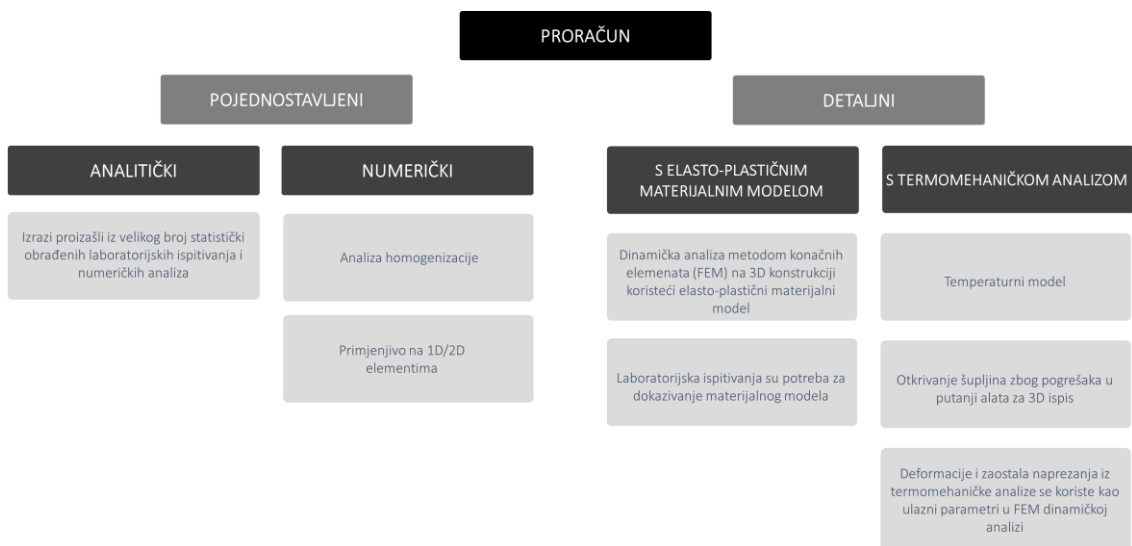 PRORAČUN
POJEDNOSTAVLJENI
DETALJNI
ANALITIČKI
NUMERIČKI
S ELASTO-PLASTIČNIM
MATERIJALNIM MODELOM
S TERMOMEHANIČKOM ANALIZOM
Izrazi proizašli iz velikog broj statistički
obrađenih laboratorijskih ispitivanja i
numeričkih analiza
Analiza homogenizacije
Primjenjivo na 1D/2D
elementima
Dinamička analiza metodom konačnih
elemenata (FEM) na 3D konstrukciji
koristeći elasto-plastični materijalni
model
Laboratorijska ispitivanja su potreba za
dokazivanje materijalnog modela
Temperaturni model
Otkrivanje šupljina zbog pogrešaka u
putanji alata za 3D ispis
Deformacije i zaostala naprezanja iz
termomehaničke analize se koriste kao
ulazni parametri u FEM dinamičkoj
analizi